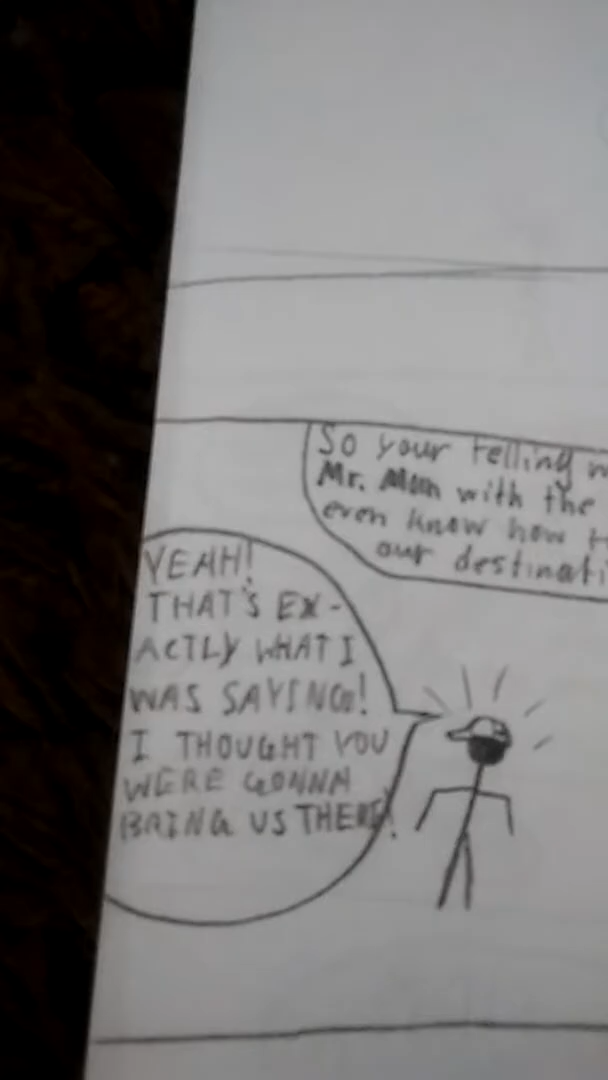 So your telling
Mr. Man with the
even know how
our destinati
YEAH!
THAT'S EX-
ACTLY WHAT I
WAS SAYING!
I THOUGHT YOU
WERE GONNA
BRING US THERE!